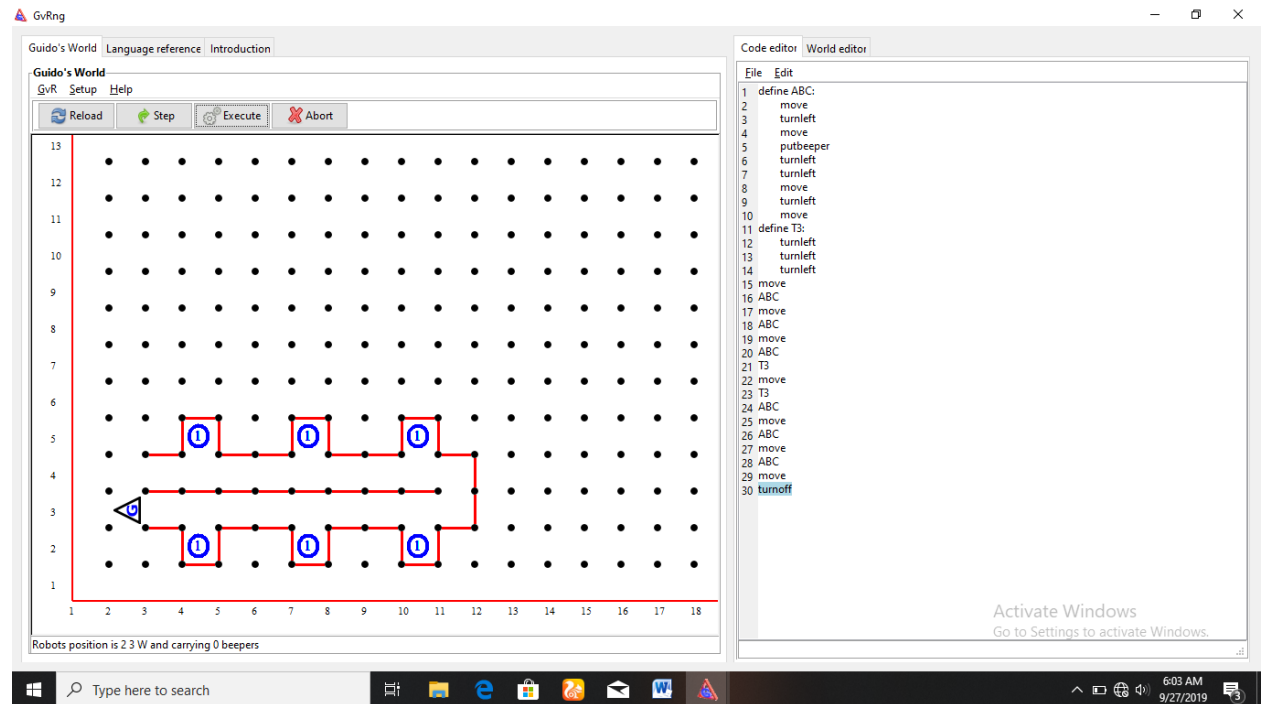 GvRng
Guido's World Language reference Introduction
Guido's World
GvR Setup Help
Reload Step Execute Abort
13
12
11
10
9
8
7
6
5
4
3
2
1
1 1 1
G
1 1 1
1 2 3 4 5 6 7 8 9 10 11 12 13 14 15 16 17 18
Robots position is 2 3 W and carrying 0 beepers
Code editor World editor
File Edit
1 define ABC:
2 move
3 turnleft
4 move
5 putbeeper
6 turnleft
7 turnleft
8 move
9 turnleft
10 move
11 define T3:
12 turnleft
13 turnleft
14 turnleft
15 move
16 ABC
17 move
18 ABC
19 move
20 ABC
21 T3
22 move
23 T3
24 ABC
25 move
26 ABC
27 move
28 ABC
29 move
30 turnoff
Activate Windows
Go to Settings to activate Windows.
Type here to search
6:03 AM
9/27/2019
3